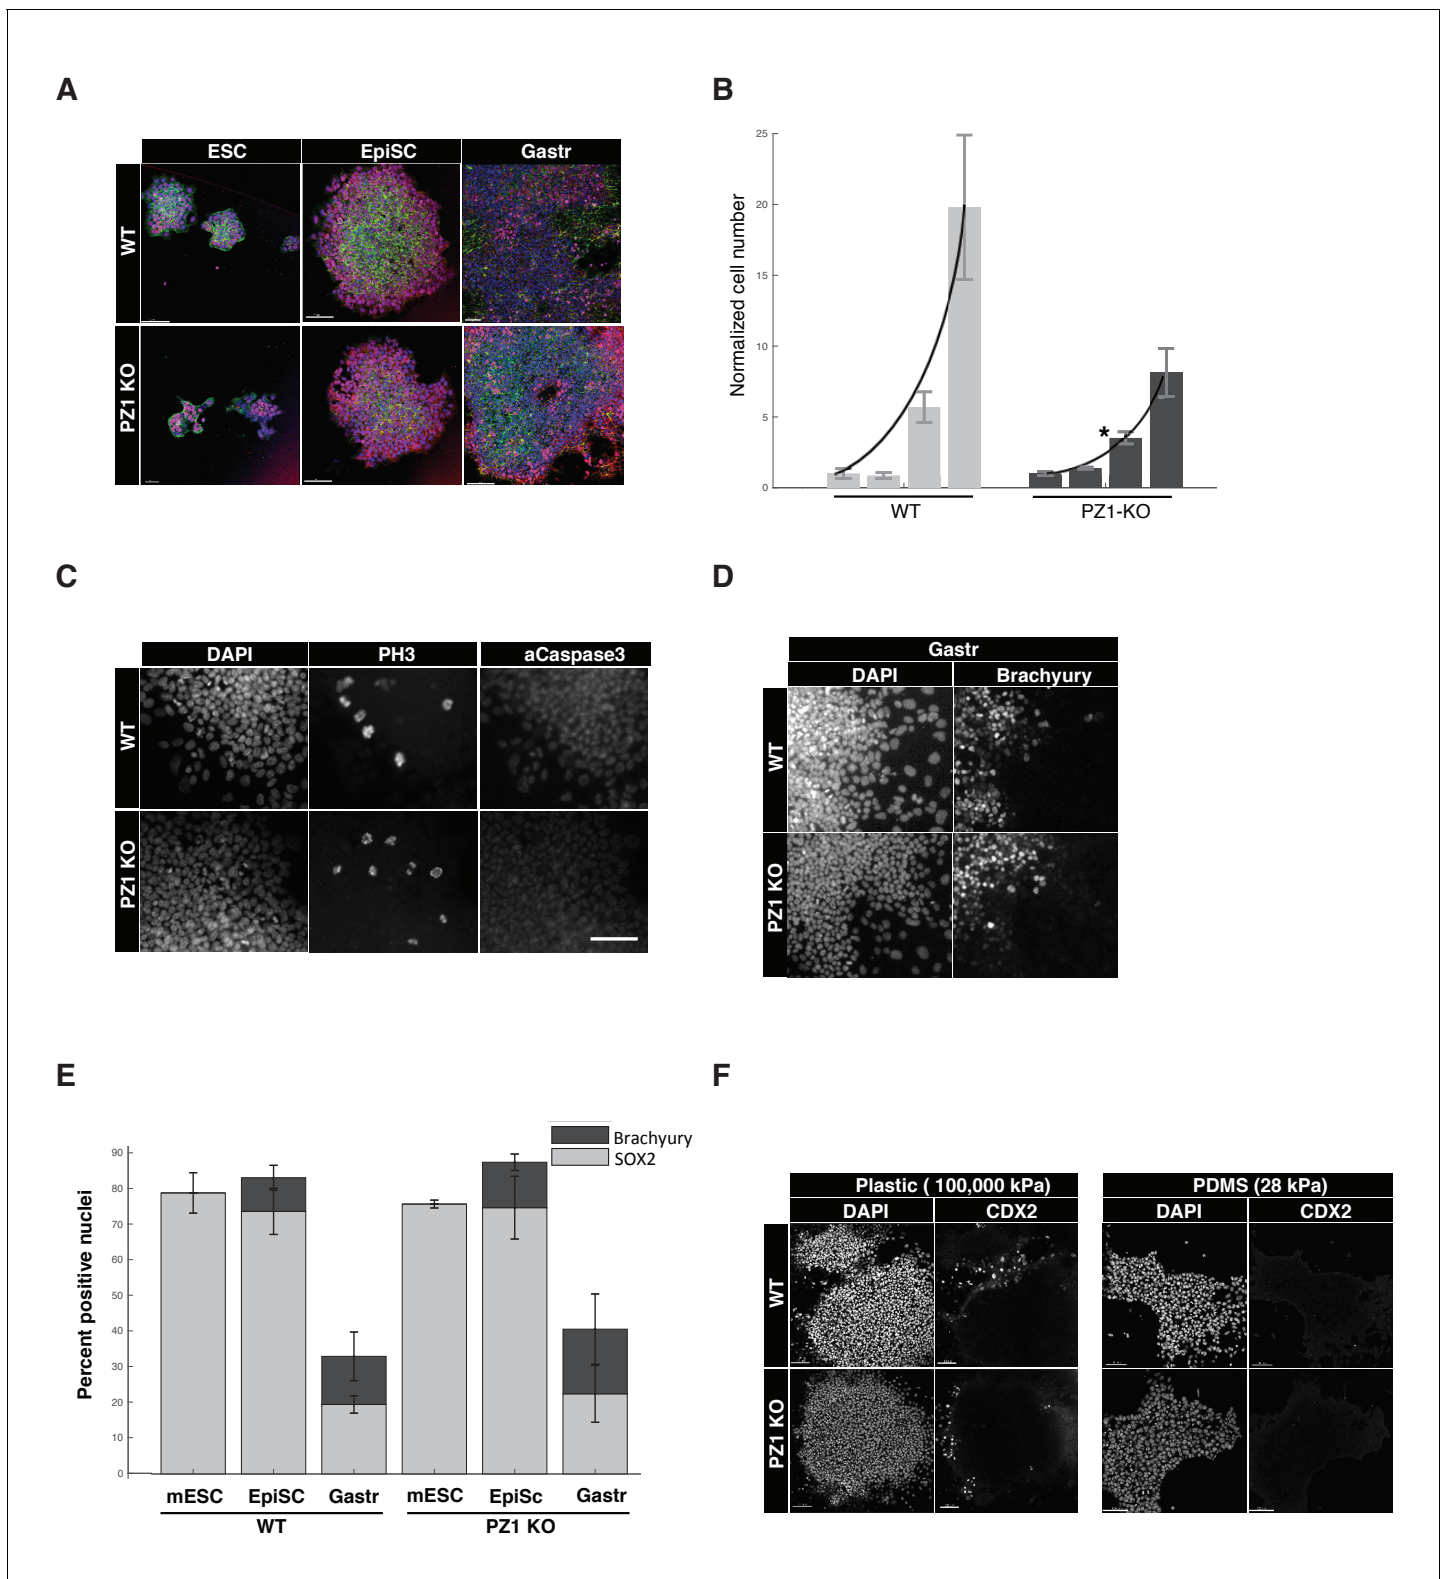 A
ESC EpiSC Gastr
WT
PZ1 KO
B
25
20
15
10
5
0
Normalized cell number
*
WT PZ1-KO
C
DAPI PH3 aCaspase3
WT
PZ1 KO
D
Gastr
DAPI Brachyury
WT
PZ1 KO
E
Brachyury
SOX2
90
80
70
60
50
40
30
20
10
0
Percent positive nuclei
mESC EpiSC Gastr mESC EpiSc Gastr
WT PZ1 KO
F
Plastic ( 100,000 kPa) PDMS (28 kPa)
DAPI CDX2 DAPI CDX2
WT
PZ1 KO